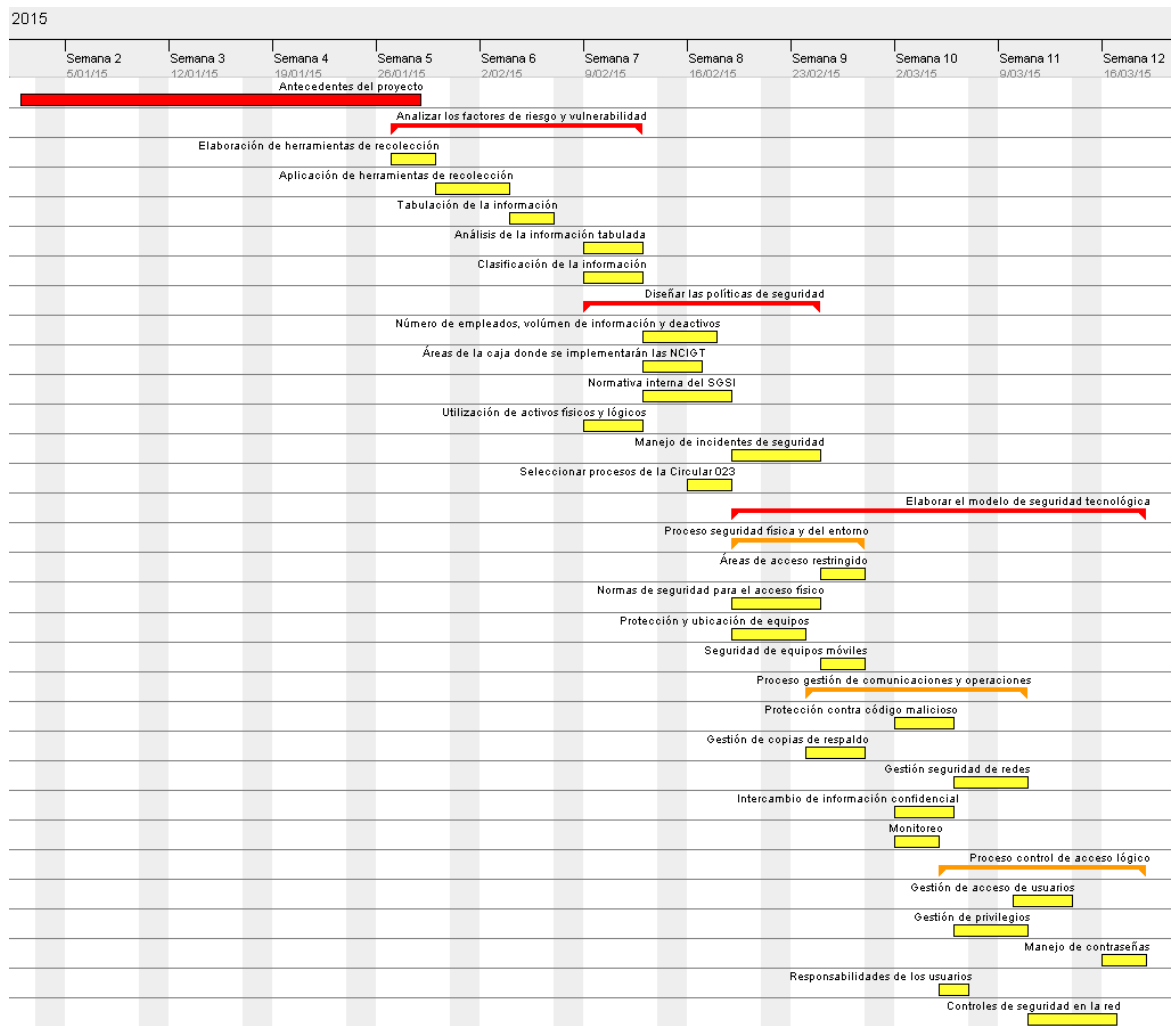 2015
Semana 2 Semana 3 Semana 4 Semana 5 Semana 6 Semana 7 Semana 8 Semana 9 Semana 10 Semana 11 Semana 12
5/01/15 12/01/15 19/01/15 26/01/15 2/02/15 9/02/15 16/02/15 23/02/15 2/03/15 9/03/15 16/03/15
Antecedentes del proyecto
Analizar los factores de riesgo y vulnerabilidad
Elaboración de herramientas de recolección
Aplicación de herramientas de recolección
Tabulación de la información
Análisis de la información tabulada
Clasificación de la información
Diseñar las políticas de seguridad
Número de empleados, volúmen de información y deactivos
Áreas de la caja donde se implementarán las NCIGT
Normativa interna del SGSI
Utilización de activos físicos y lógicos
Manejo de incidentes de seguridad
Seleccionar procesos de la Circular 023
Elaborar el modelo de seguridad tecnológica
Proceso seguridad física y del entorno
Áreas de acceso restringido
Normas de seguridad para el acceso físico
Protección y ubicación de equipos
Seguridad de equipos móviles
Proceso gestión de comunicaciones y operaciones
Protección contra código malicioso
Gestión de copias de respaldo
Gestión seguridad de redes
Intercambio de información confidencial
Monitoreo
Proceso control de acceso lógico
Gestión de acceso de usuarios
Gestión de privilegios
Manejo de contraseñas
Responsabilidades de los usuarios
Controles de seguridad en la red